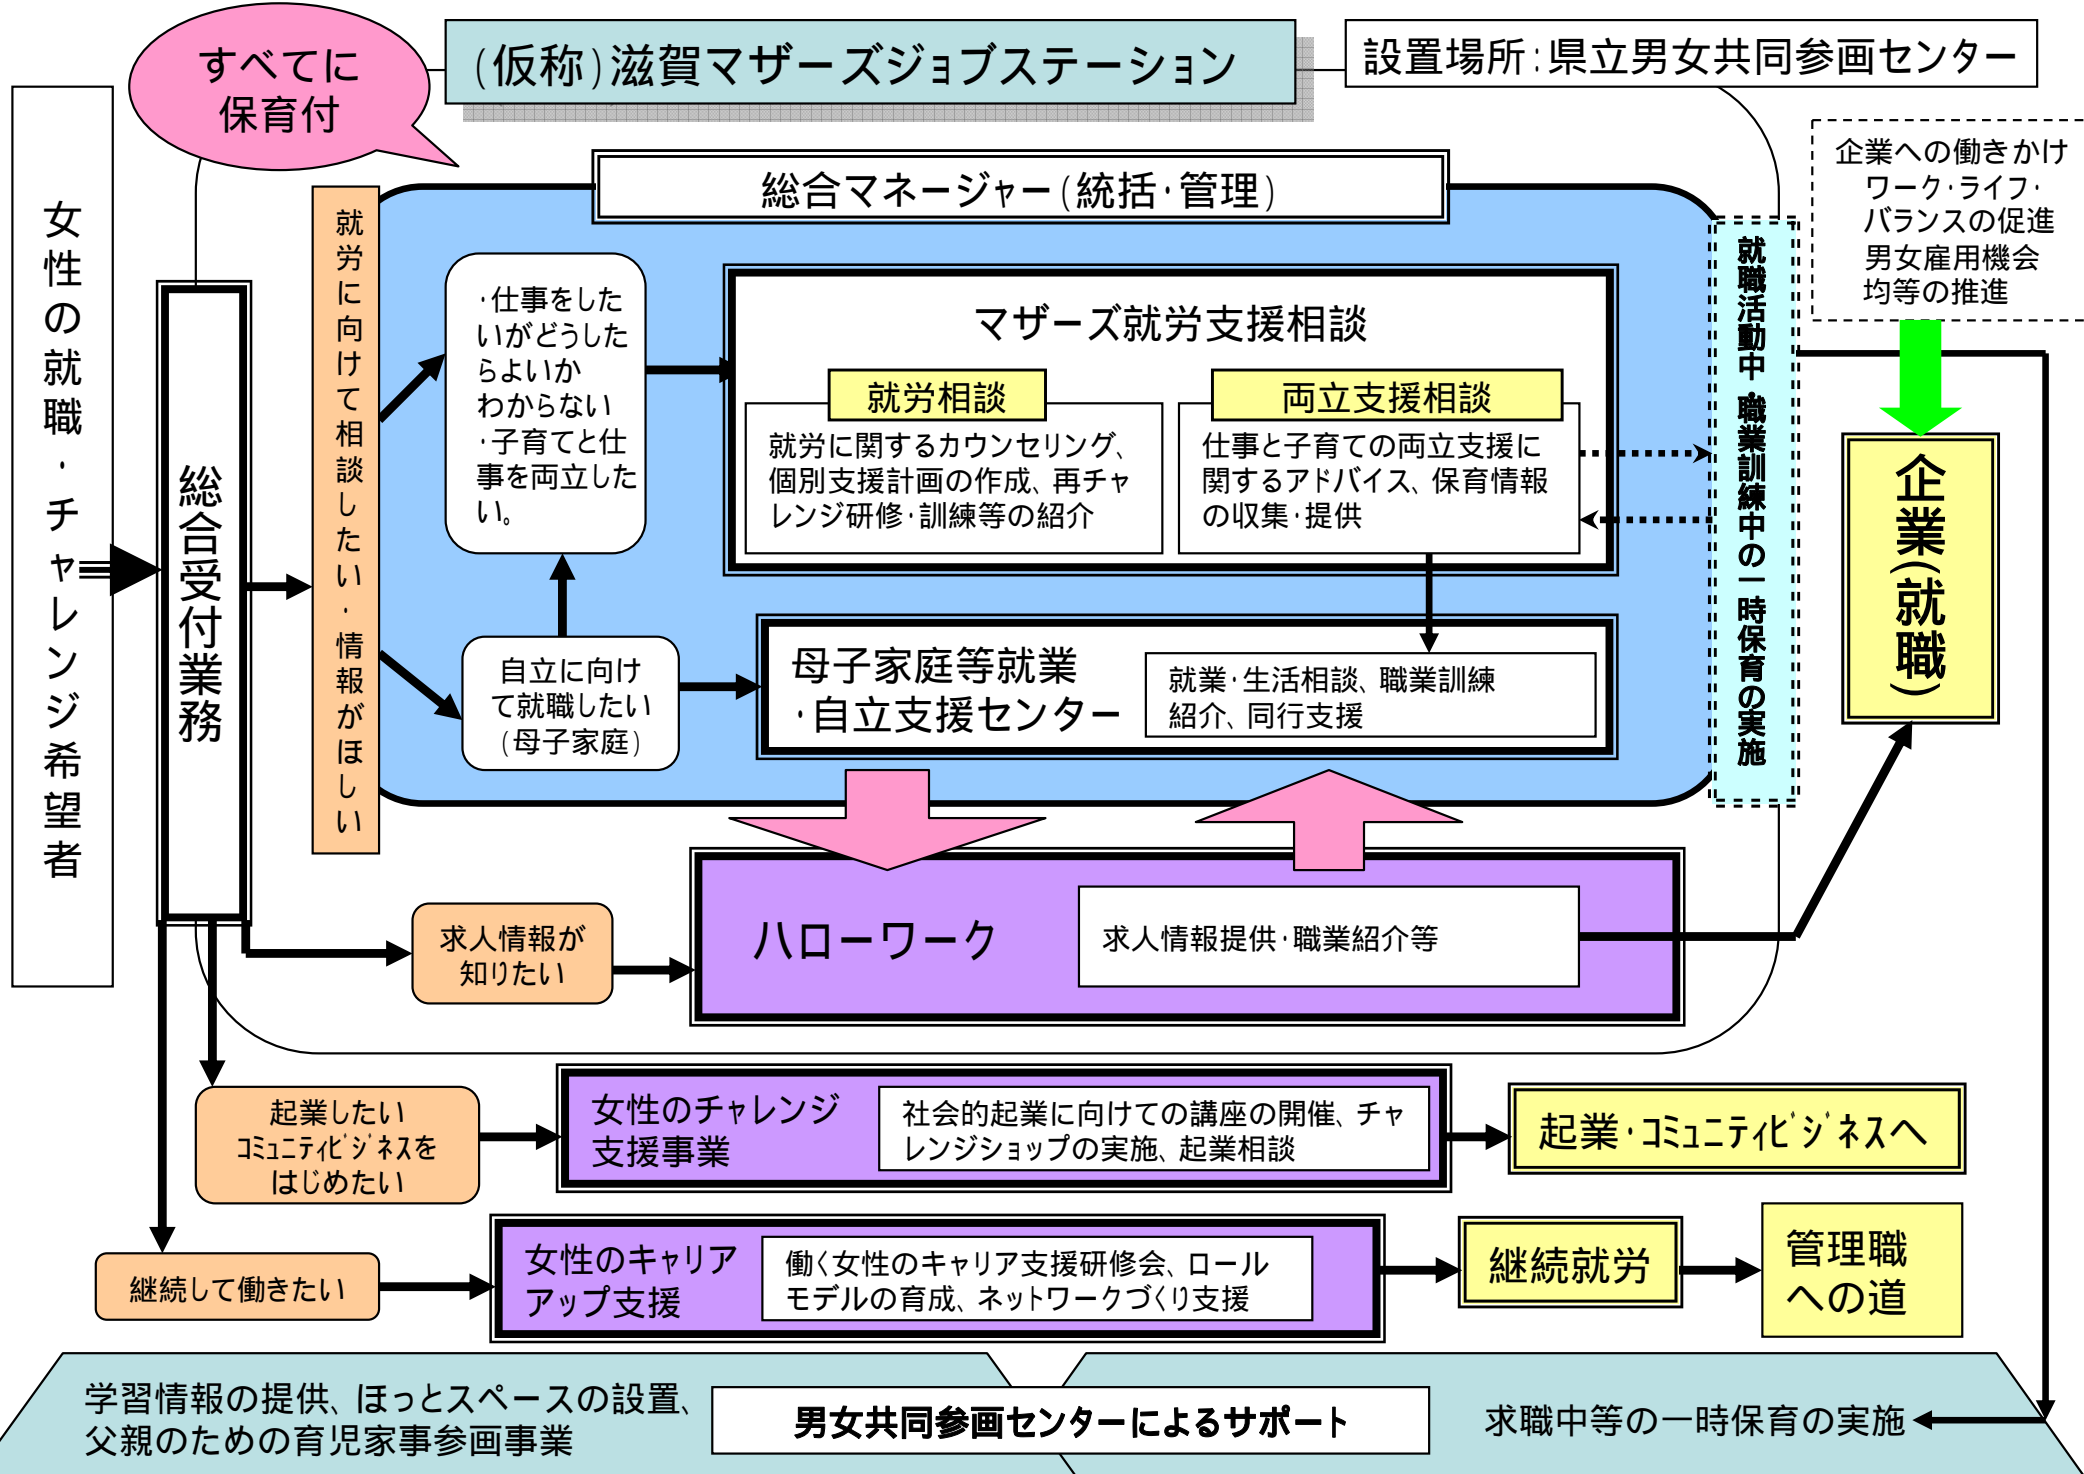 すべてに
保育付
(仮称)滋賀マザーズジョブステーション
設置場所:県立男女共同参画センター
女性の就職・チャレンジ希望者
総合受付業務
就労に向けて相談したい・情報がほしい
総合マネージャー(統括・管理)
・仕事をした
いがどうした
らよいか
わからない
・子育てと仕
事を両立した
い。
自立に向け
て就職したい
(母子家庭)
マザーズ就労支援相談
就労相談
就労に関するカウンセリング、
個別支援計画の作成、再チャ
レンジ研修・訓練等の紹介
両立支援相談
仕事と子育ての両立支援に
関するアドバイス、保育情報
の収集・提供
母子家庭等就業
・自立支援センター
就業・生活相談、職業訓練
紹介、同行支援
就職活動中・職業訓練中の一時保育の実施
企業への働きかけ
ワーク・ライフ・
バランスの促進
男女雇用機会
均等の推進
企業(就職)
求人情報が
知りたい
ハローワーク
求人情報提供・職業紹介等
起業したい
コミュニティビジネスを
はじめたい
女性のチャレンジ
支援事業
社会的起業に向けての講座の開催、チャ
レンジショップの実施、起業相談
起業・コミュニティビジネスへ
継続して働きたい
女性のキャリア
アップ支援
働く女性のキャリア支援研修会、ロール
モデルの育成、ネットワークづくり支援
継続就労
管理職
への道
学習情報の提供、ほっとスペースの設置、
父親のための育児家事参画事業
男女共同参画センターによるサポート
求職中等の一時保育の実施